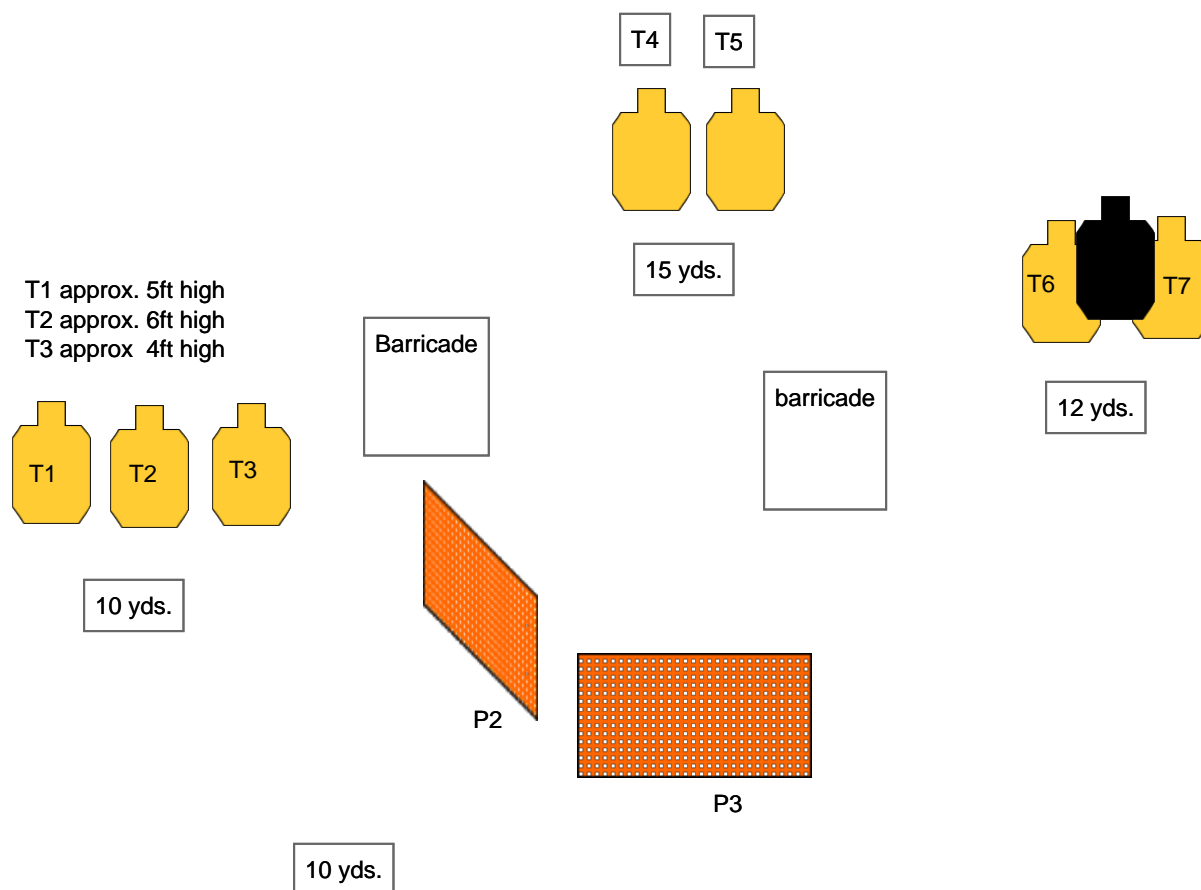 T4
T5
15 yds.
T1 approx. 5ft high
T2 approx. 6ft high
T3 approx  4ft high
Barricade
barricade
T6
T7
12 yds.
T1
T2
T3
10 yds.
P2
P3
10 yds.